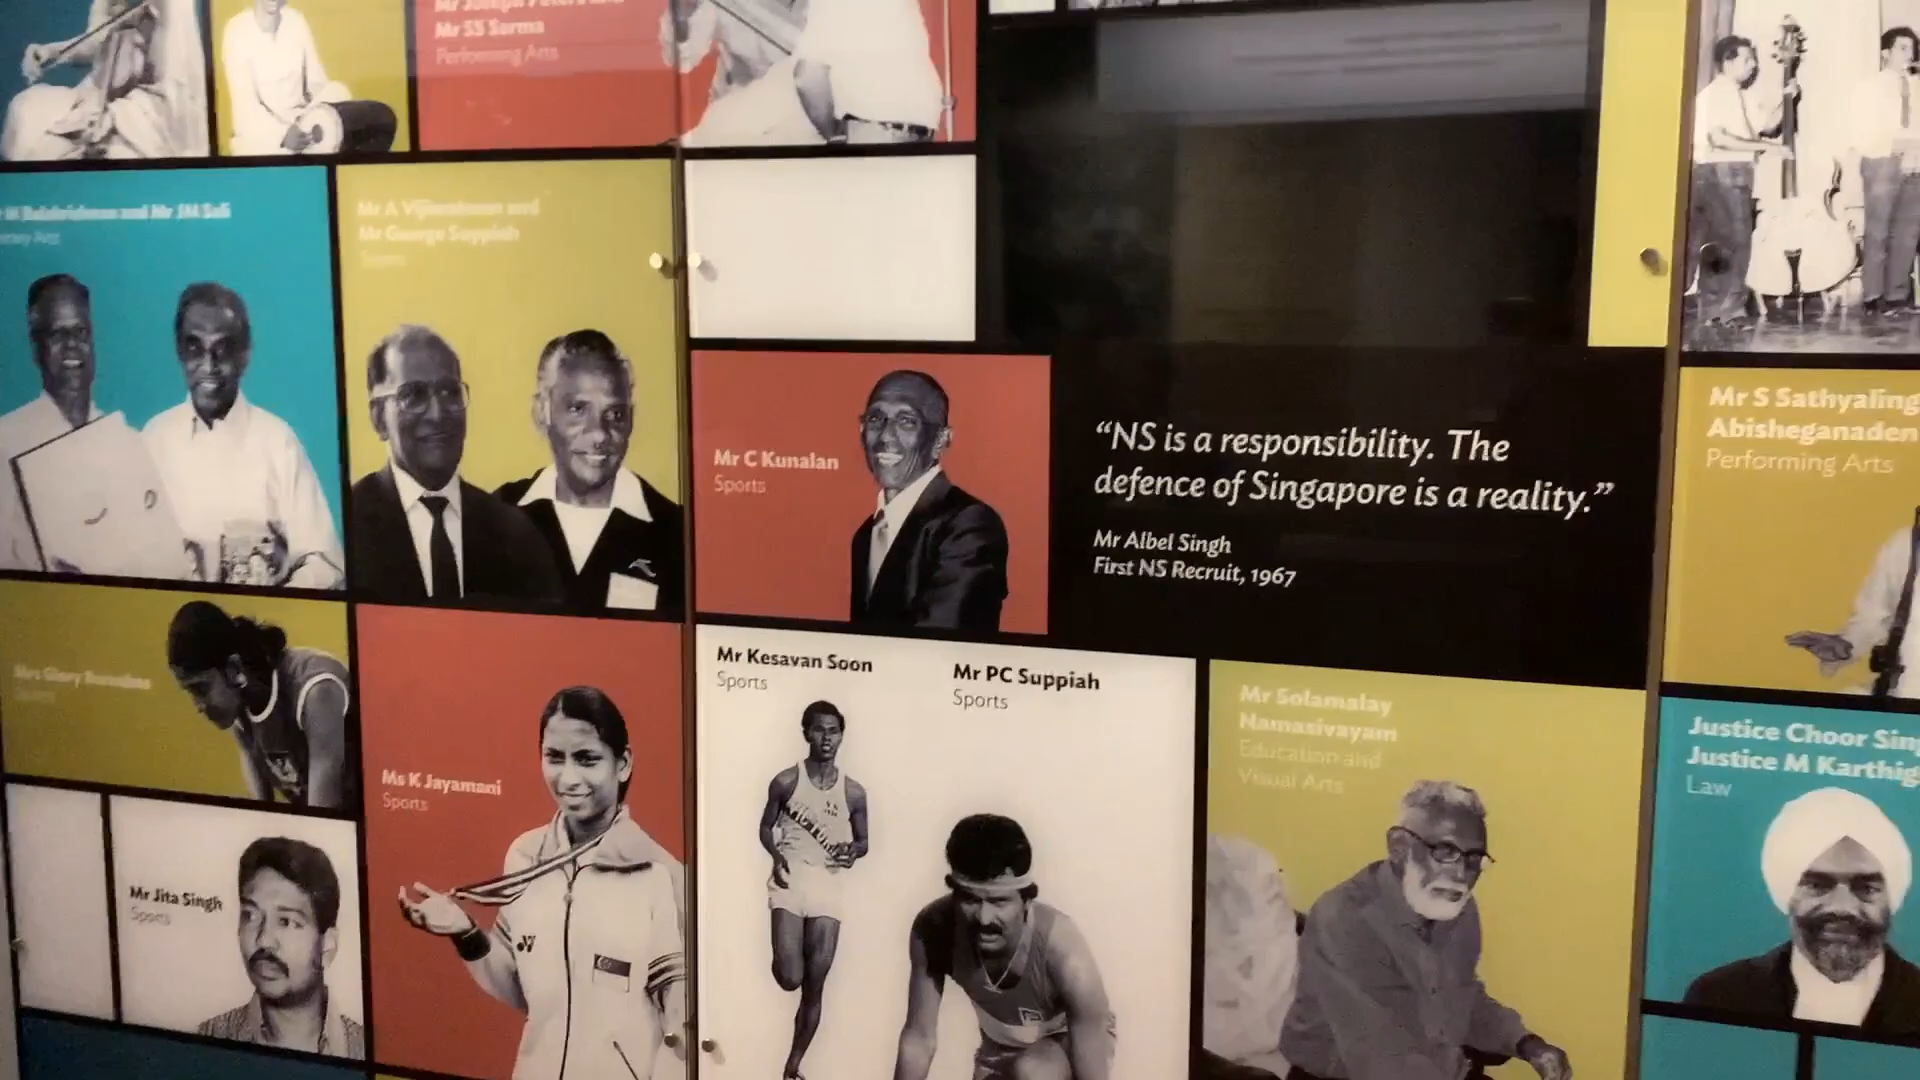 Mr SS Sarma
Performing Arts
Mr A Vijiaratnam and
Mr George Suppiah
Sports
Mr C Kunalan
Sports
“NS is a responsibility. The
defence of Singapore is a reality.”
Mr Albel Singh
First NS Recruit, 1967
Mr S Sathyaling
Abisheganaden
Performing Arts
Mr Kesavan Soon
Sports
Mr PC Suppiah
Sports
Mr Solamalay
Namasivayam
Education and
Visual Arts
Justice Choor Sin
Justice M Karthig
Law
Ms K Jayamani
Sports
Mr Jita Singh
Sports